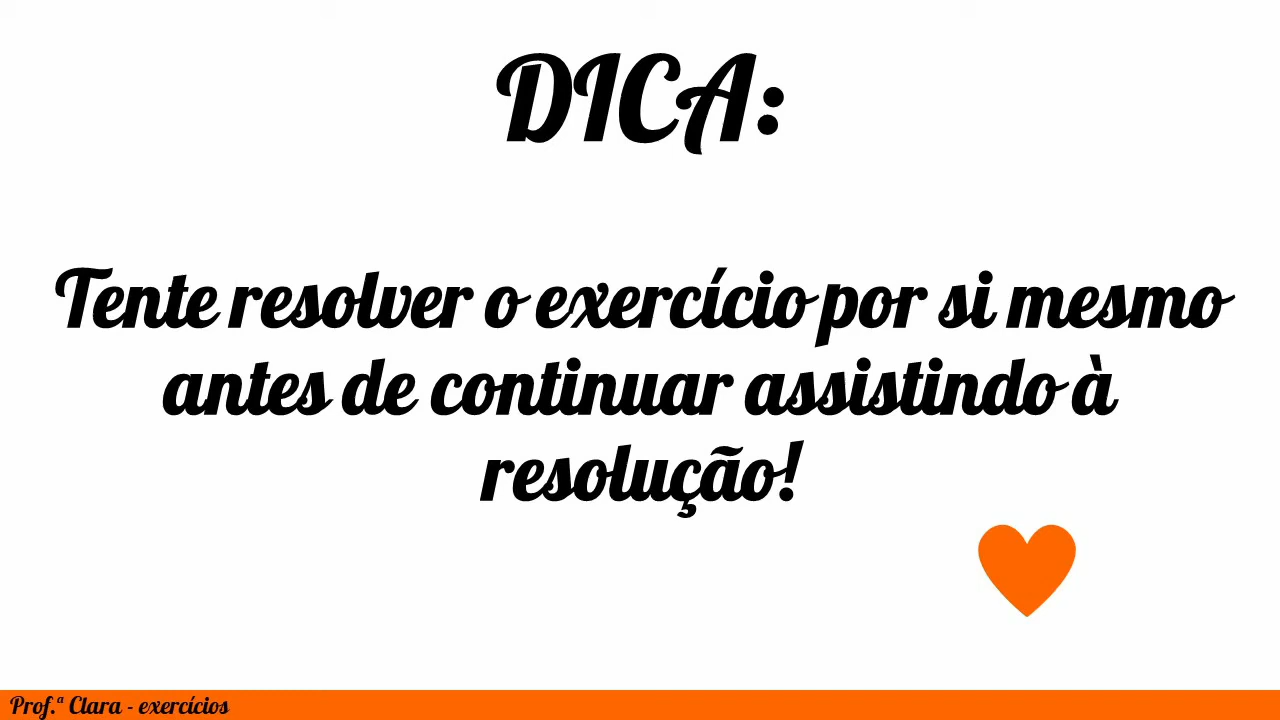 DICA:
Tente resolver o exercício por si mesmo
antes de continuar assistindo à
resolução!
Prof.ª Clara - exercícios